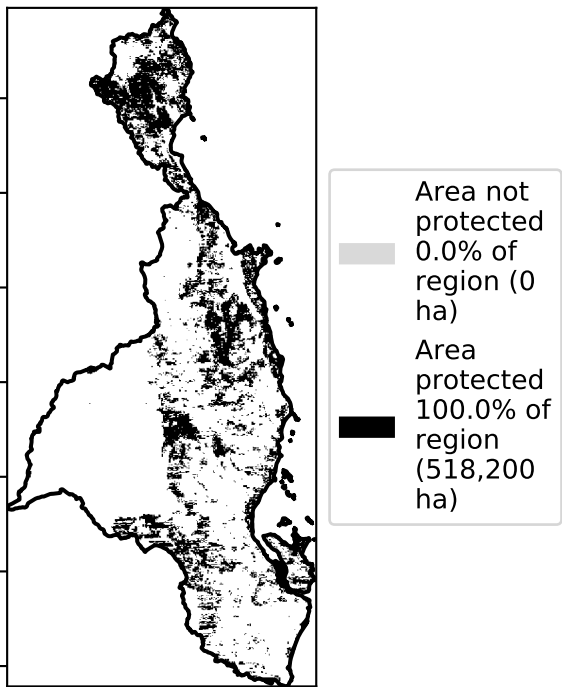 Area not
protected
0.0% of
region (0
ha)
Area
protected
100.0% of
region
(518,200
ha)